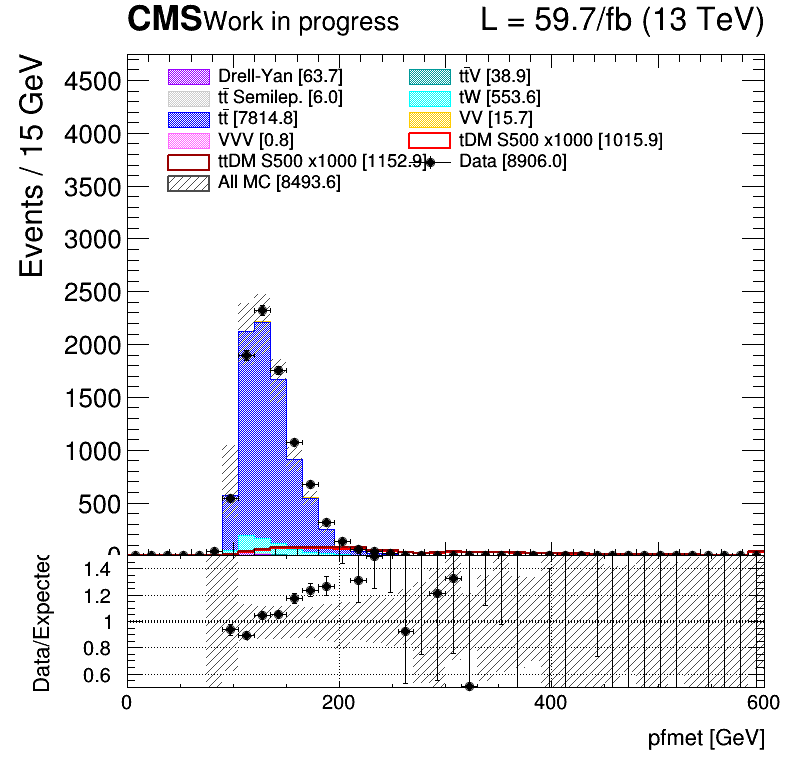 CMS Work in progress L = 59.7/fb (13 TeV)
Events / 15 GeV
4500
4000
3500
3000
2500
2000
1500
1000
500
0
Drell-Yan [63.7] tt̄V [38.9]
tt̄ Semilep. [6.0] tW [553.6]
tt̄ [7814.8] VV [15.7]
VVV [0.8] tDM S500 x1000 [1015.9]
ttDM S500 x1000 [1152.9] Data [8906.0]
All MC [8493.6]
Data/Expected
1.4
1.2
1
0.8
0.6
0 200 400 600
pfmet [GeV]